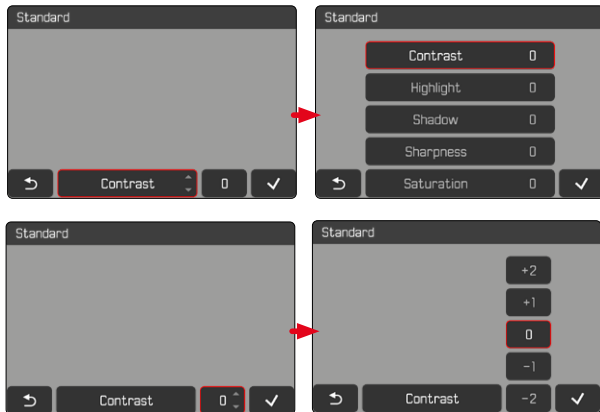 Standard
Contrast 0
Standard
Contrast 0
Highlight 0
Shadow 0
Sharpness 0
Saturation 0
Standard
Contrast 0
Standard
+2
+1
0
-1
Contrast -2